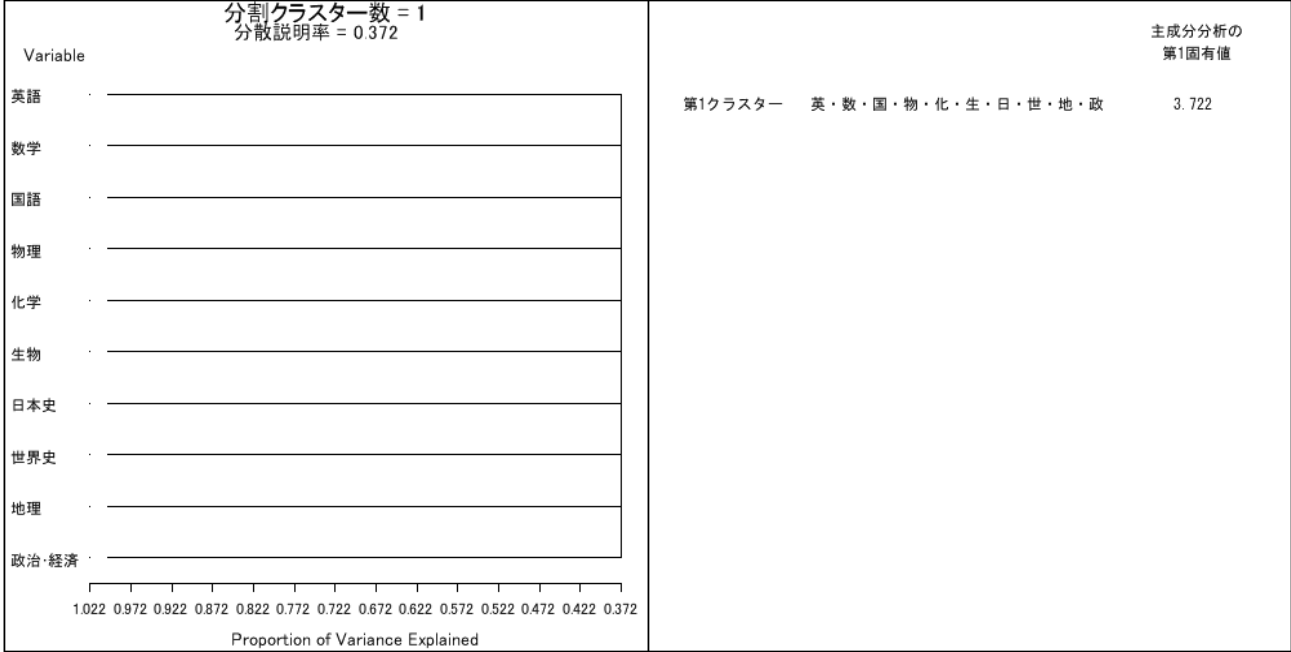 分割クラスター数 = 1
分散説明率 = 0.372
Variable
英語
数学
国語
物理
化学
生物
日本史
世界史
地理
政治・経済
1.022 0.972 0.922 0.872 0.822 0.772 0.722 0.672 0.622 0.572 0.522 0.472 0.422 0.372
Proportion of Variance Explained
主成分分析の
第1固有値
第1クラスター 英・数・国・物・化・生・日・世・地・政 3.722